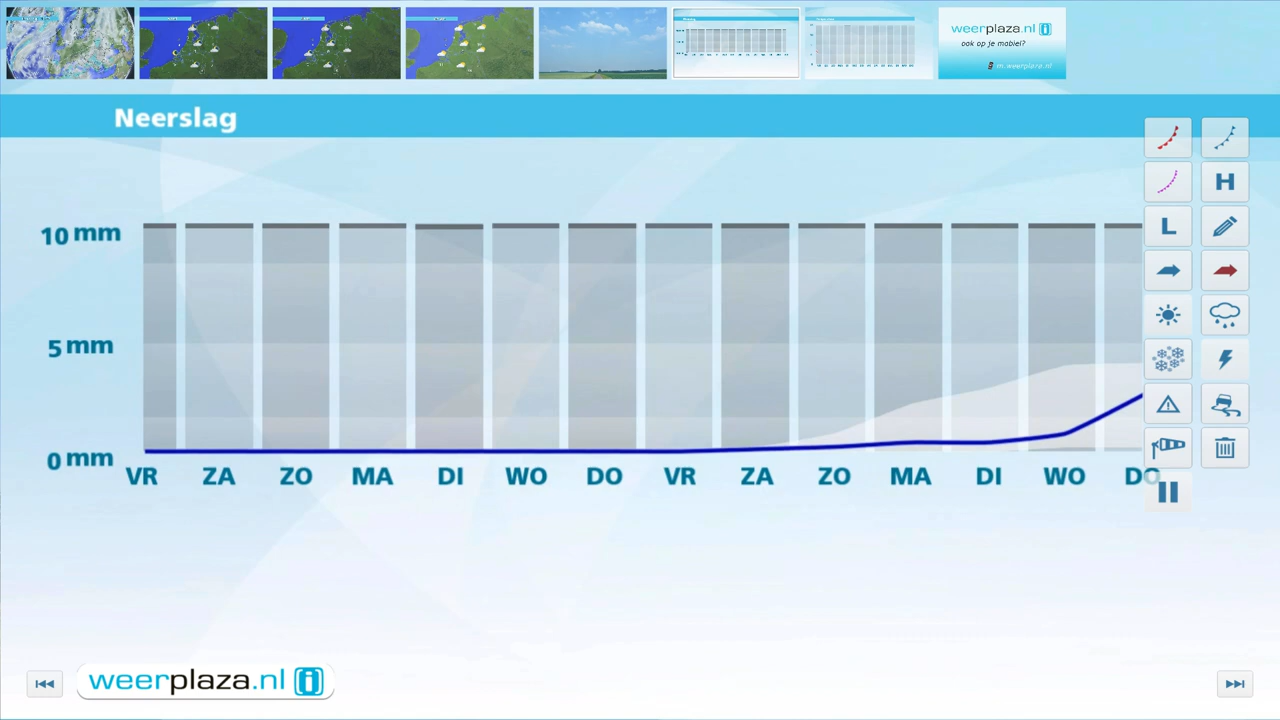 weerplaza.nl
ook op je mobiel?
m.weerplaza.nl
Neerslag
H
L
10 mm
5 mm
0 mm
VR ZA ZO MA DI WO DO VR ZA ZO MA DI WO DO
weerplaza.nl